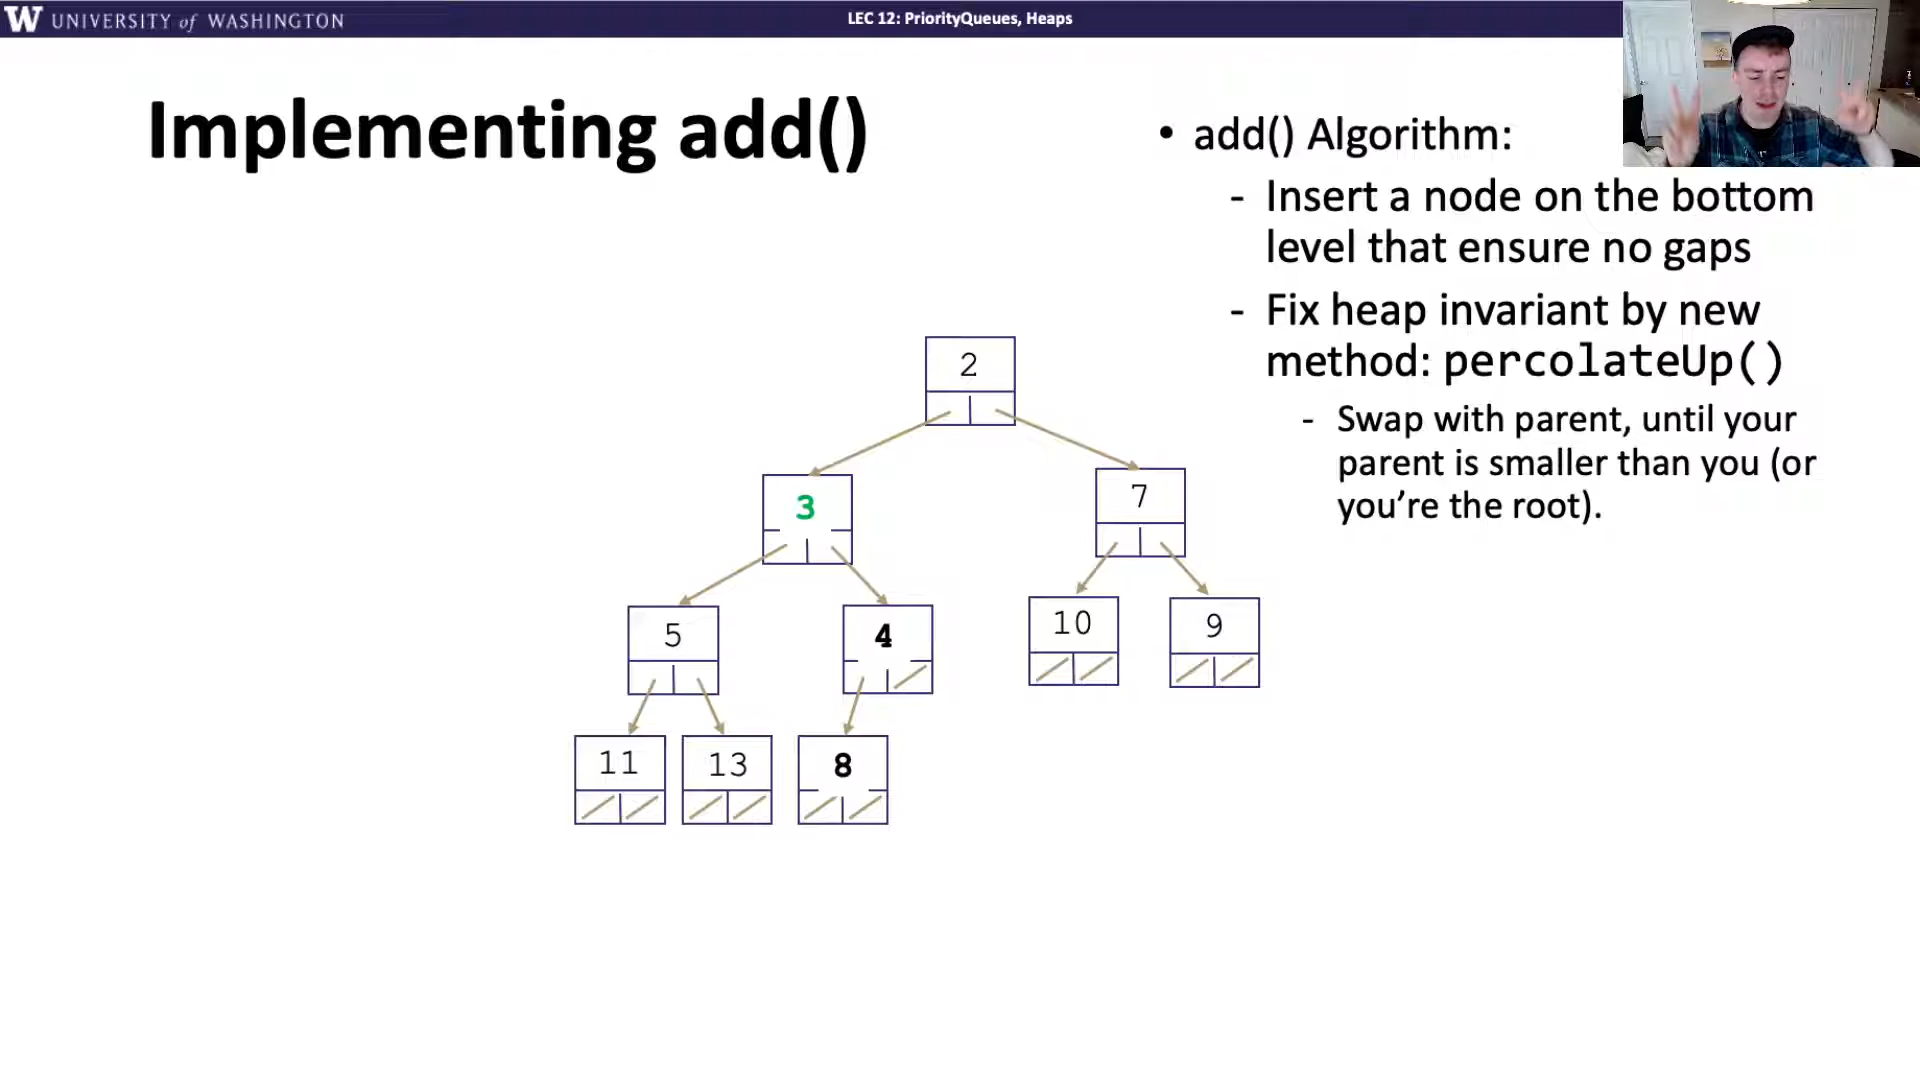 W UNIVERSITY of WASHINGTON
LEC 12: PriorityQueues, Heaps
Implementing add()
• add() Algorithm:
- Insert a node on the bottom
level that ensure no gaps
- Fix heap invariant by new
method: percolateUp()
- Swap with parent, until your
parent is smaller than you (or
you’re the root).
2
3
7
5
4
10
9
11
13
8